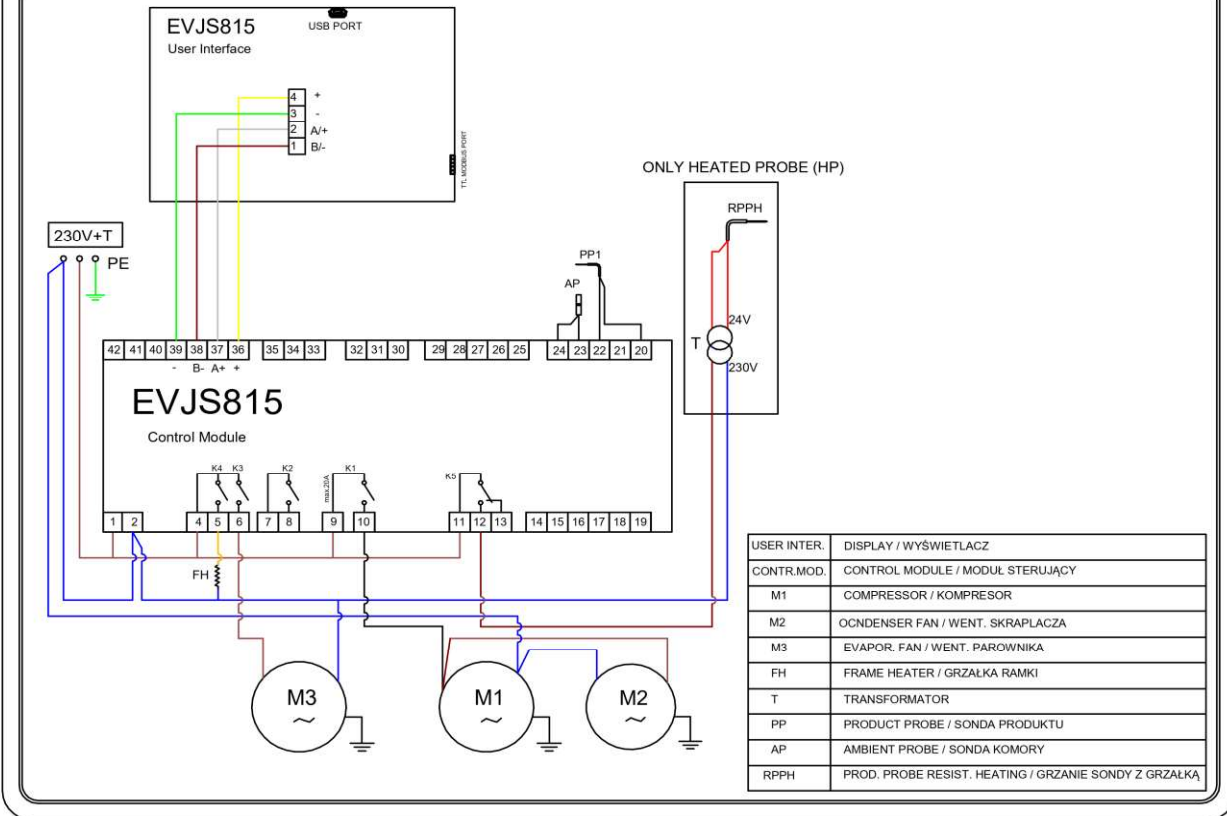 EVJS815
User Interface
USB PORT
4 +
3 -
2 A/+
1 B/-
TTL MODBUS PORT
ONLY HEATED PROBE (HP)
RPPH
24V
T
230V
230V+T
PE
PP1
AP
42 41 40 39 38 37 36 35 34 33 32 31 30 29 28 27 26 25 24 23 22 21 20
- B- A+ +
EVJS815
Control Module
K4 K3 K2 max.20A K1 K5
1 2 4 5 6 7 8 9 10 11 12 13 14 15 16 17 18 19
FH
M3
M1
M2
USER INTER. DISPLAY / WYŚWIETLACZ
CONTR.MOD. CONTROL MODULE / MODUŁ STERUJĄCY
M1 COMPRESSOR / KOMPRESOR
M2 OCNDENSER FAN / WENT. SKRAPLACZA
M3 EVAPOR. FAN / WENT. PAROWNIKA
FH FRAME HEATER / GRZAŁKA RAMKI
T TRANSFORMATOR
PP PRODUCT PROBE / SONDA PRODUKTU
AP AMBIENT PROBE / SONDA KOMORY
RPPH PROD. PROBE RESIST. HEATING / GRZANIE SONDY Z GRZAŁKĄ